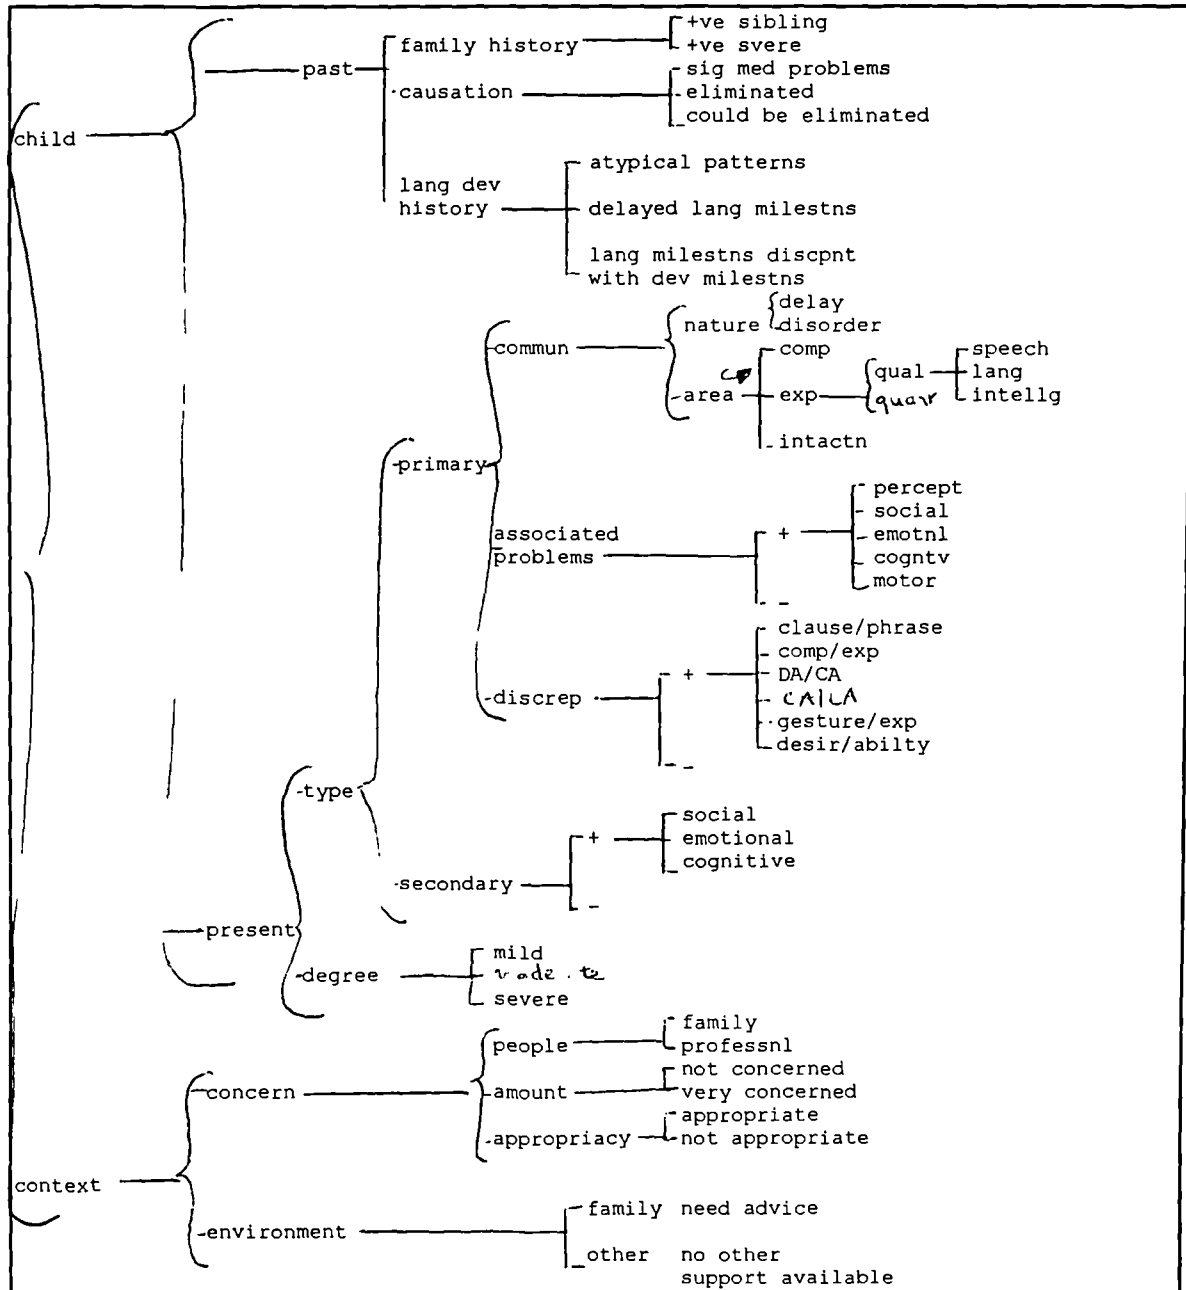 +ve sibling
family history
+ve svere
past
sig med problems
causation
eliminated
could be eliminated
child
atypical patterns
lang dev
history
delayed lang milestns
lang milestns discpnt
with dev milestns
delay
nature
disorder
commun
comp
speech
qual
lang
area
exp
intellg
intactn
primary
percept
social
associated
problems
+
emotnl
cogntv
motor
-
clause/phrase
comp/exp
+
DA/CA
discrep
CA/LA
gesture/exp
desir/abilty
-
type
social
+
emotional
cognitive
secondary
-
present
mild
degree
severe
family
people
professnl
not concerned
concern
amount
very concerned
appropriate
appropriacy
not appropriate
context
family need advice
environment
other no other
support available